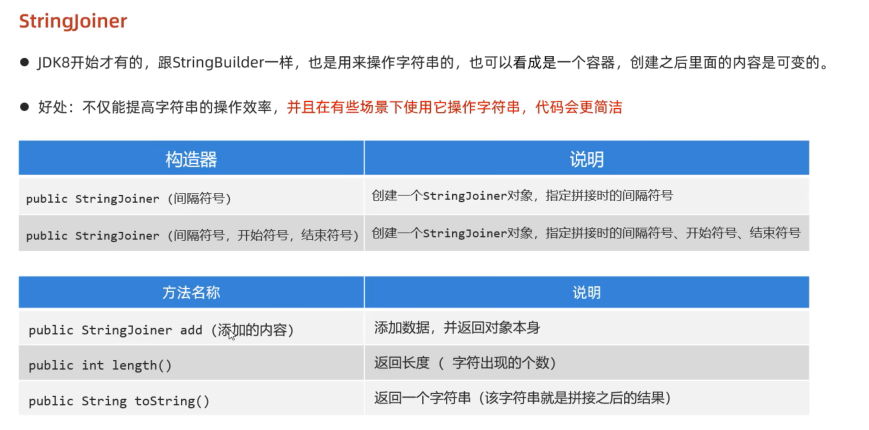 StringJoiner
● JDK8开始才有的，跟StringBuilder一样，也是用来操作字符串的，也可以看成是一个容器，创建之后里面的内容是可变的。
● 好处：不仅能提高字符串的操作效率，并且在有些场景下使用它操作字符串，代码会更简洁
构造器 说明
public StringJoiner (间隔符号) 创建一个StringJoiner对象，指定拼接时的间隔符号
public StringJoiner (间隔符号，开始符号，结束符号) 创建一个StringJoiner对象，指定拼接时的间隔符号、开始符号、结束符号
方法名称 说明
public StringJoiner add (添加的内容) 添加数据，并返回对象本身
public int length() 返回长度 ( 字符出现的个数)
public String toString() 返回一个字符串（该字符串就是拼接之后的结果）